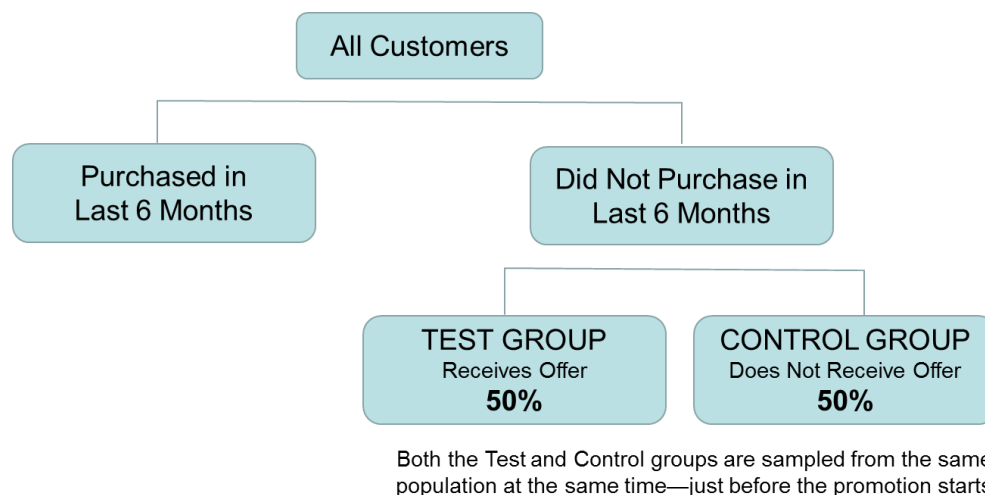 All Customers
Purchased in
Last 6 Months
Did Not Purchase in
Last 6 Months
TEST GROUP
Receives Offer
50%
CONTROL GROUP
Does Not Receive Offer
50%
Both the Test and Control groups are sampled from the same
population at the same time—just before the promotion starts